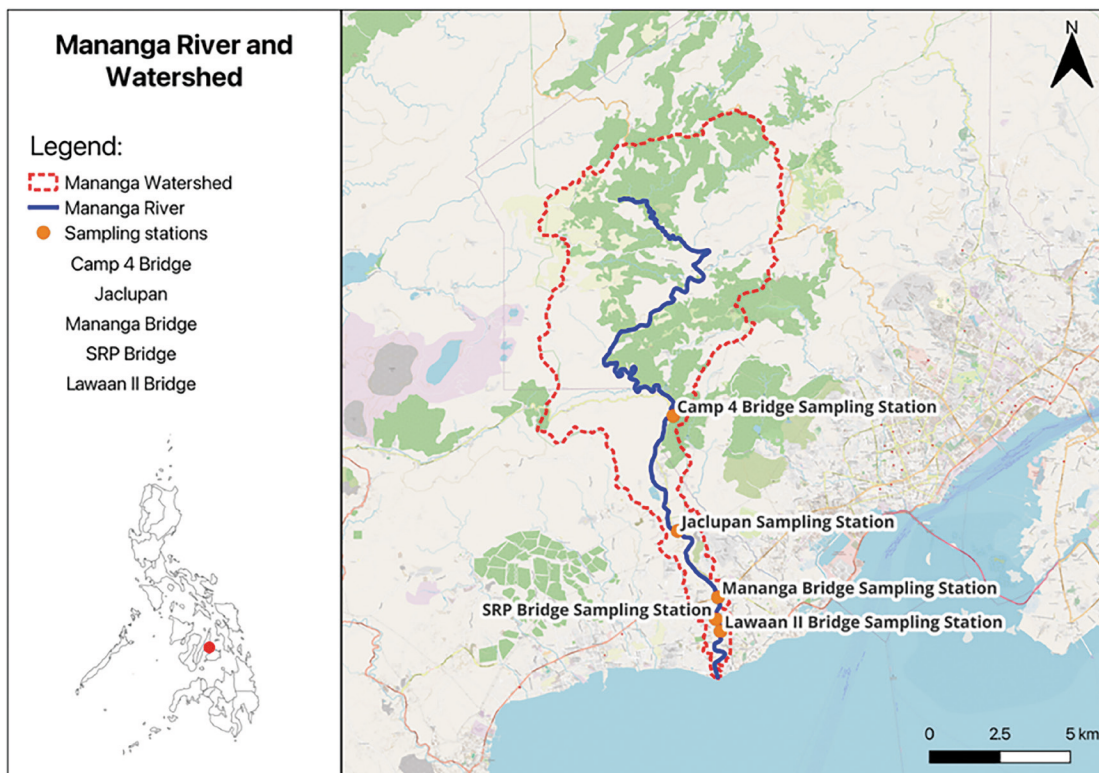 Mananga River and
Watershed
Legend:
Mananga Watershed
Mananga River
Sampling stations
Camp 4 Bridge
Jaclupan
Mananga Bridge
SRP Bridge
Lawaan II Bridge
N
Camp 4 Bridge Sampling Station
Jaclupan Sampling Station
Mananga Bridge Sampling Station
SRP Bridge Sampling Station
Lawaan II Bridge Sampling Station
0 2.5 5 km